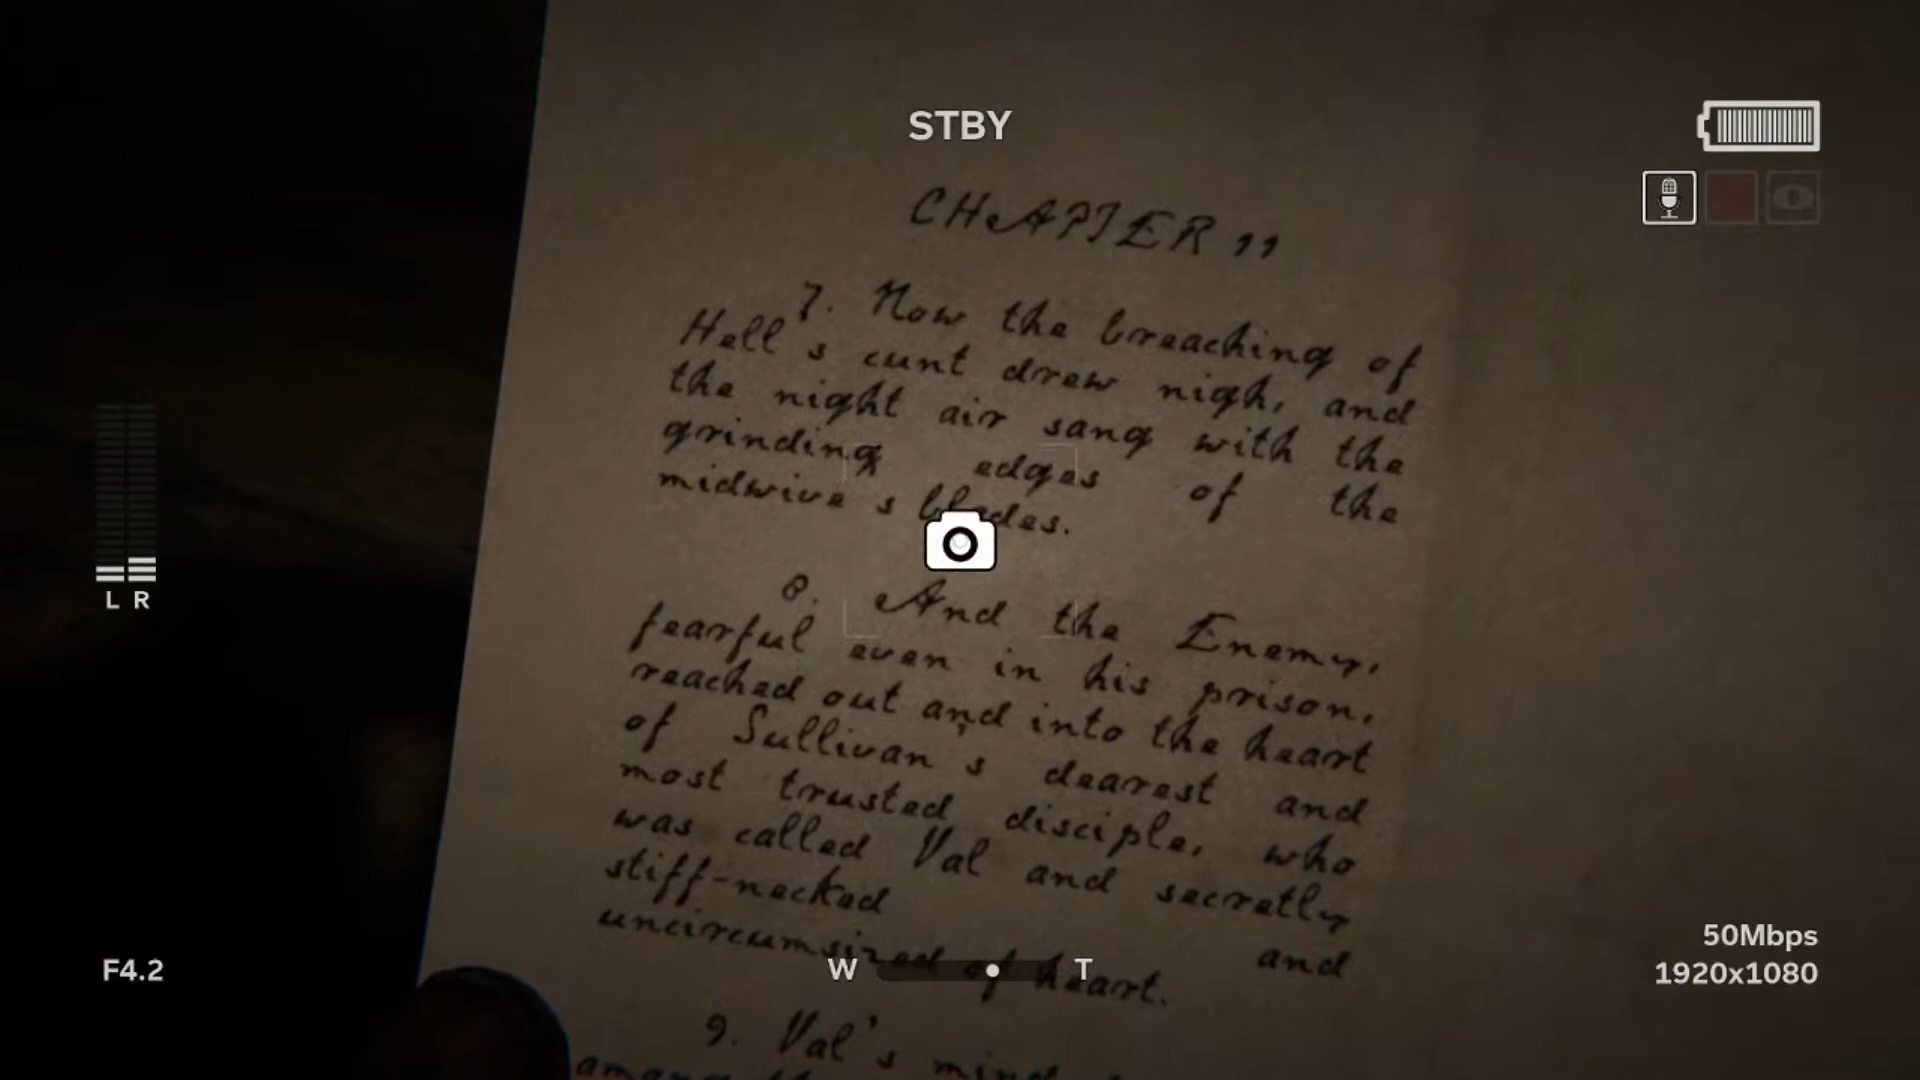 STBY
CHAPTER 11
7. Now the breaching of
Hell s cunt drew nigh, and
the night air sang with the
grinding edges of the
midwive s blades.
8. And the Enemy,
fearful even in his prison,
reached out and into the heart
of Sullivan s dearest and
most trusted disciple, who
was called Val and secretly
stiff-necked and
uncircumsized of heart.
9. Val's mind
L R
F4.2
W T
50Mbps
1920x1080